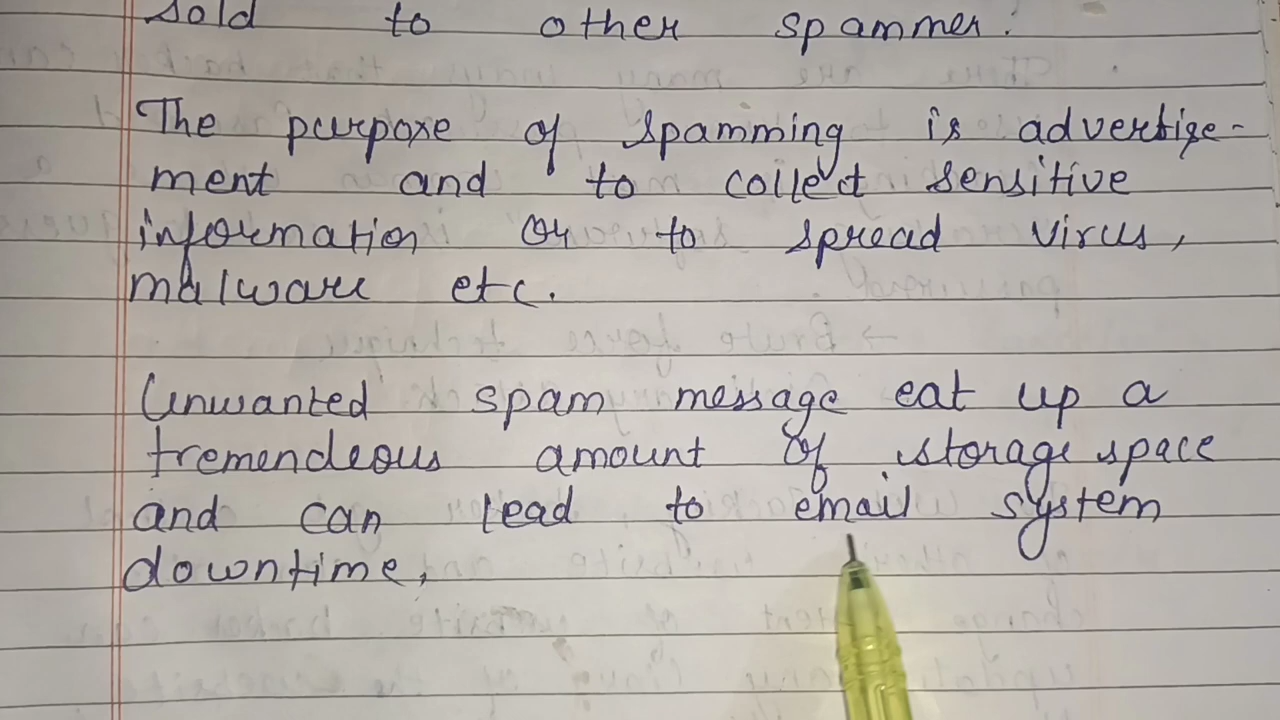 sold to other spammer.
The purpose of spamming is advertize-
ment and to collect sensitive
information or to spread virus,
malware etc.
Unwanted spam message eat up a
tremendeous amount of storage space
and can lead to email system
downtime,